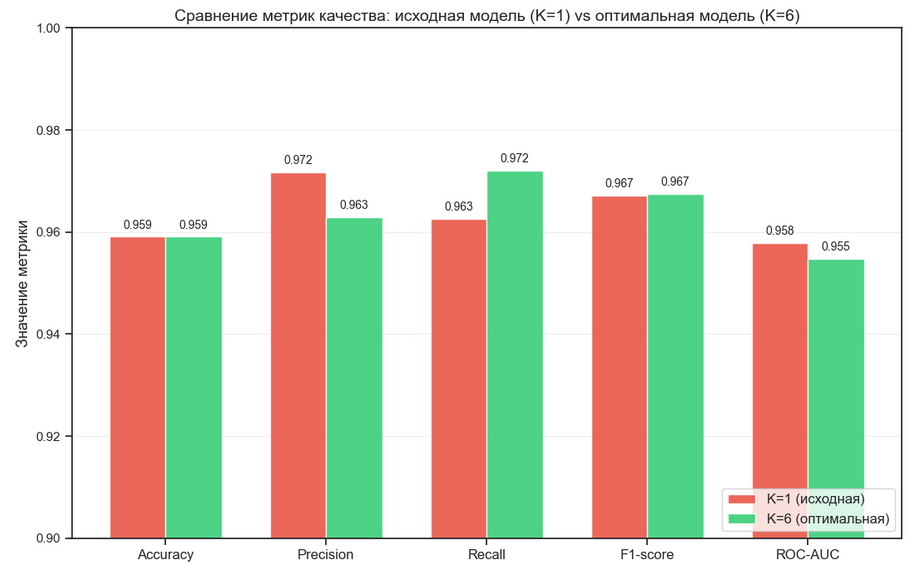 Сравнение метрик качества: исходная модель (K=1) vs оптимальная модель (K=6)
Значение метрики
1.00
0.98
0.96
0.94
0.92
0.90
0.959
0.959
0.972
0.963
0.963
0.972
0.967
0.967
0.958
0.955
K=1 (исходная)
K=6 (оптимальная)
Accuracy
Precision
Recall
F1-score
ROC-AUC